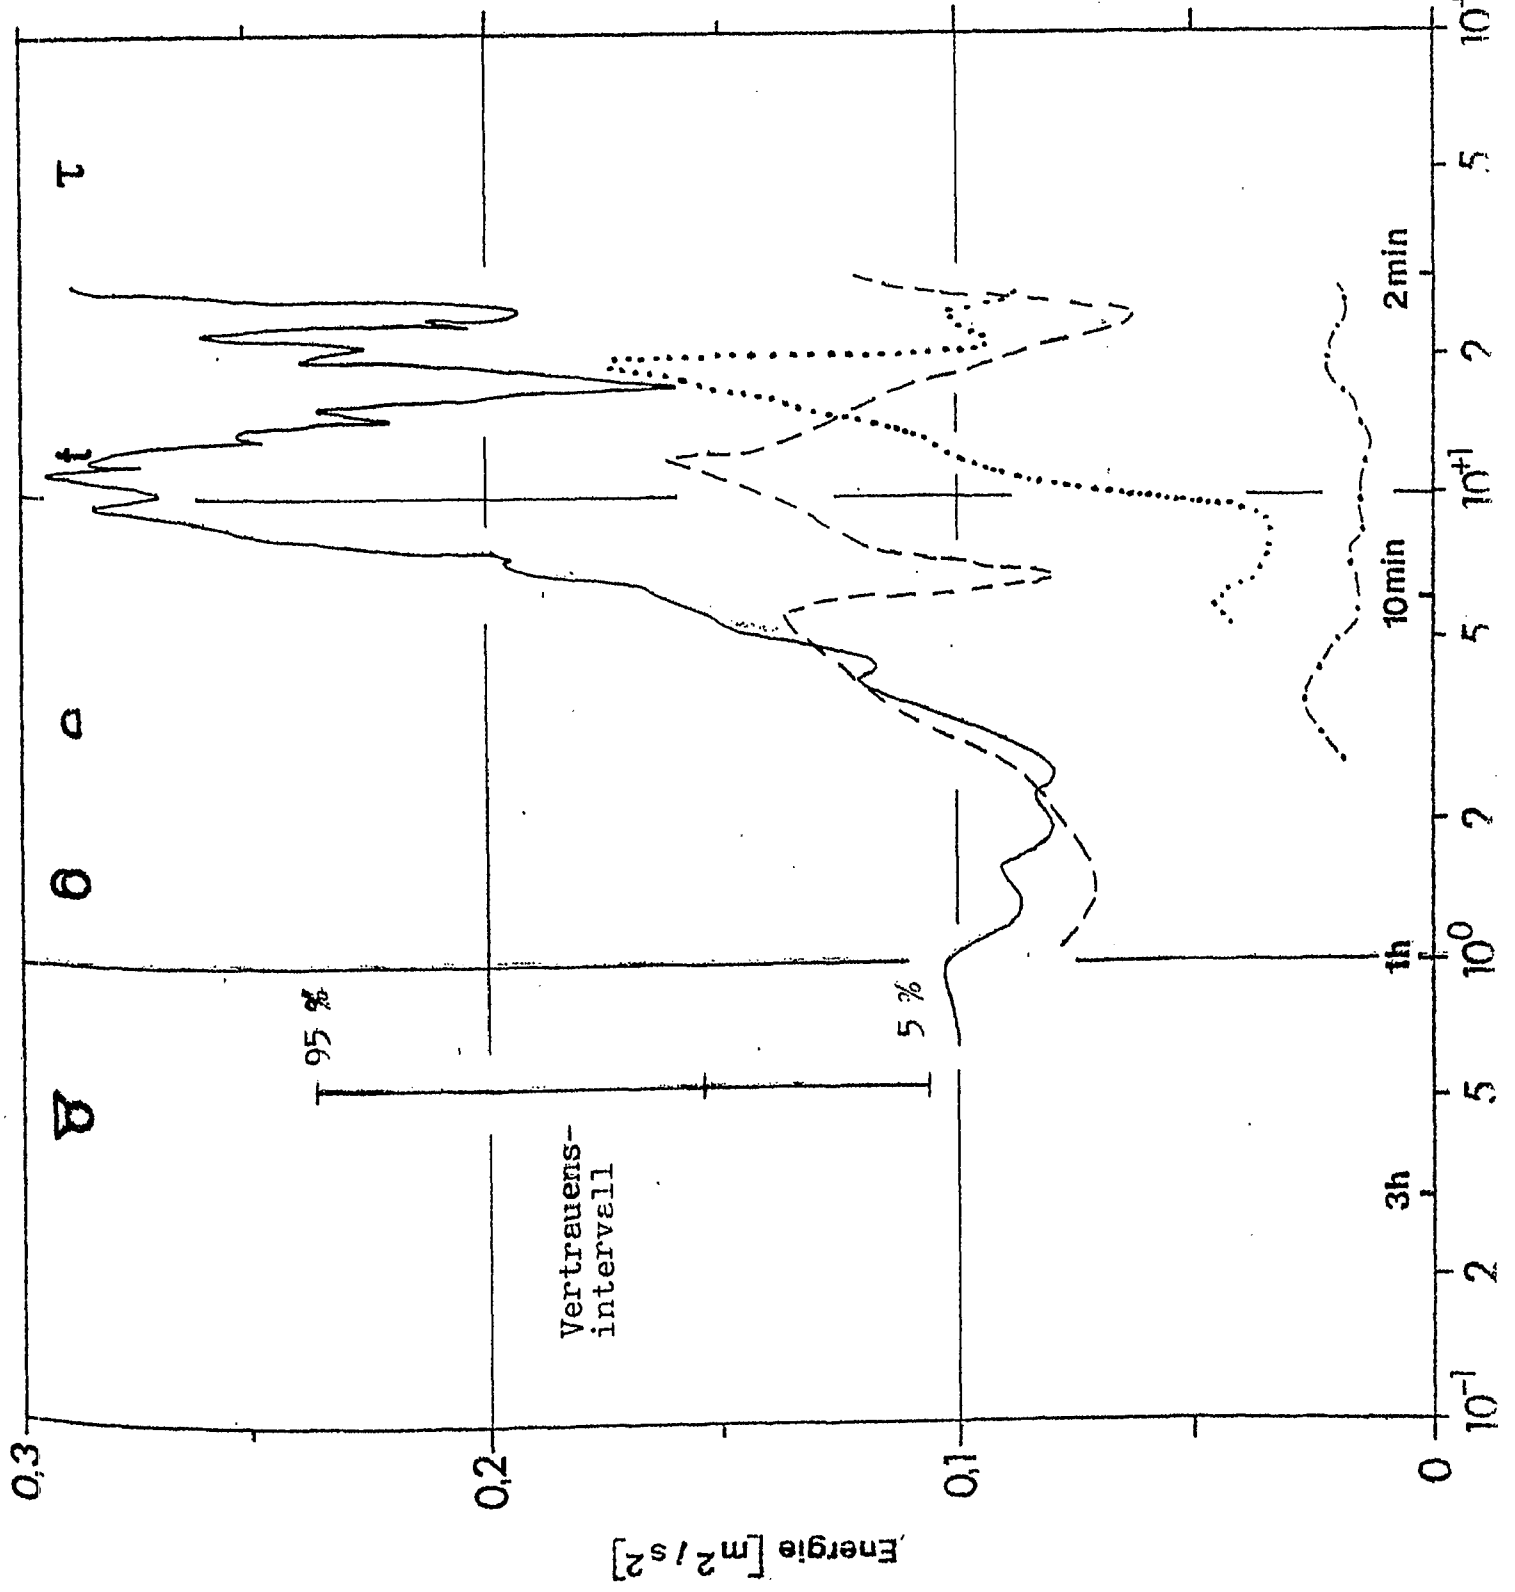 Energie [m²/s²]
0,3
0,2
0,1
0
t
τ
95 %
5 %
Vertrauens-
intervall
3h 1h 10min 2min
10⁻¹ 2 5 10⁰ 2 5 10⁺¹ 2 5